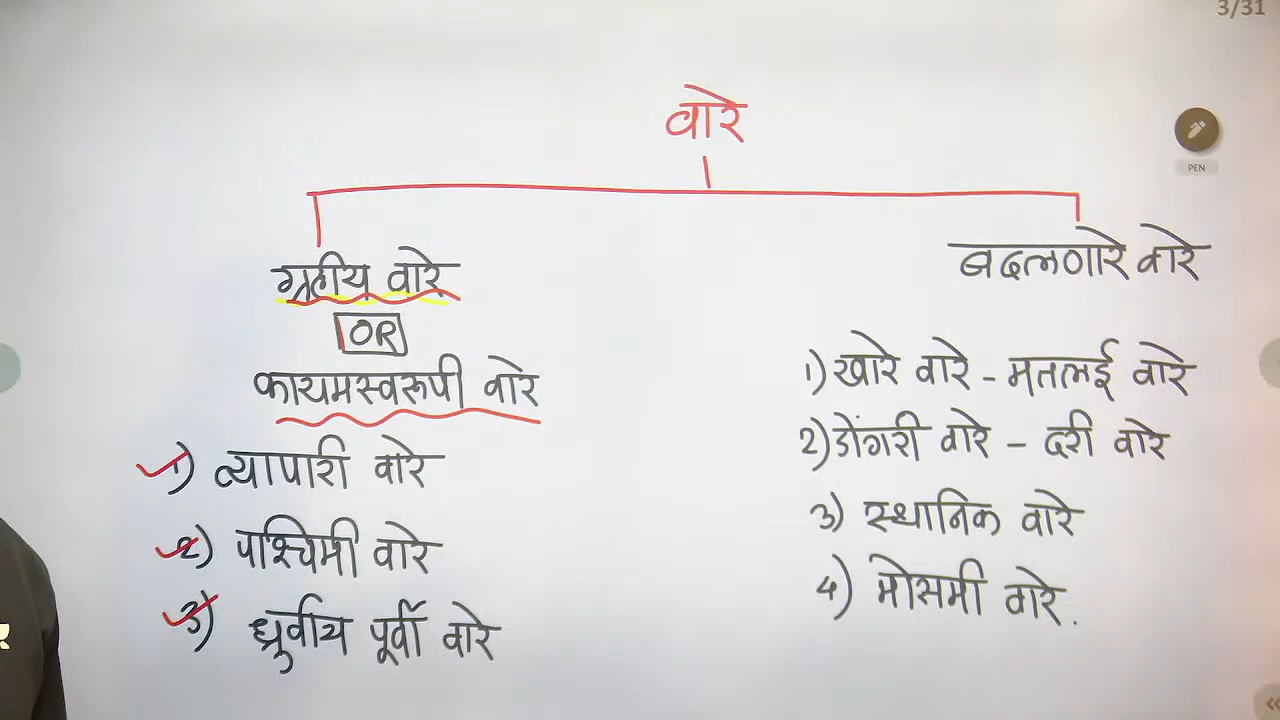 3/31
वारे
PEN
ग्रहीय वारे
OR
कायमस्वरूपी वारे
1) व्यापारी वारे
2) पश्चिमी वारे
3) ध्रुवीय पूर्वी वारे
बदलणारे वारे
1) खारे वारे - मतलई वारे
2) डोंगरी वारे - दरी वारे
3) स्थानिक वारे
4) मोसमी वारे.